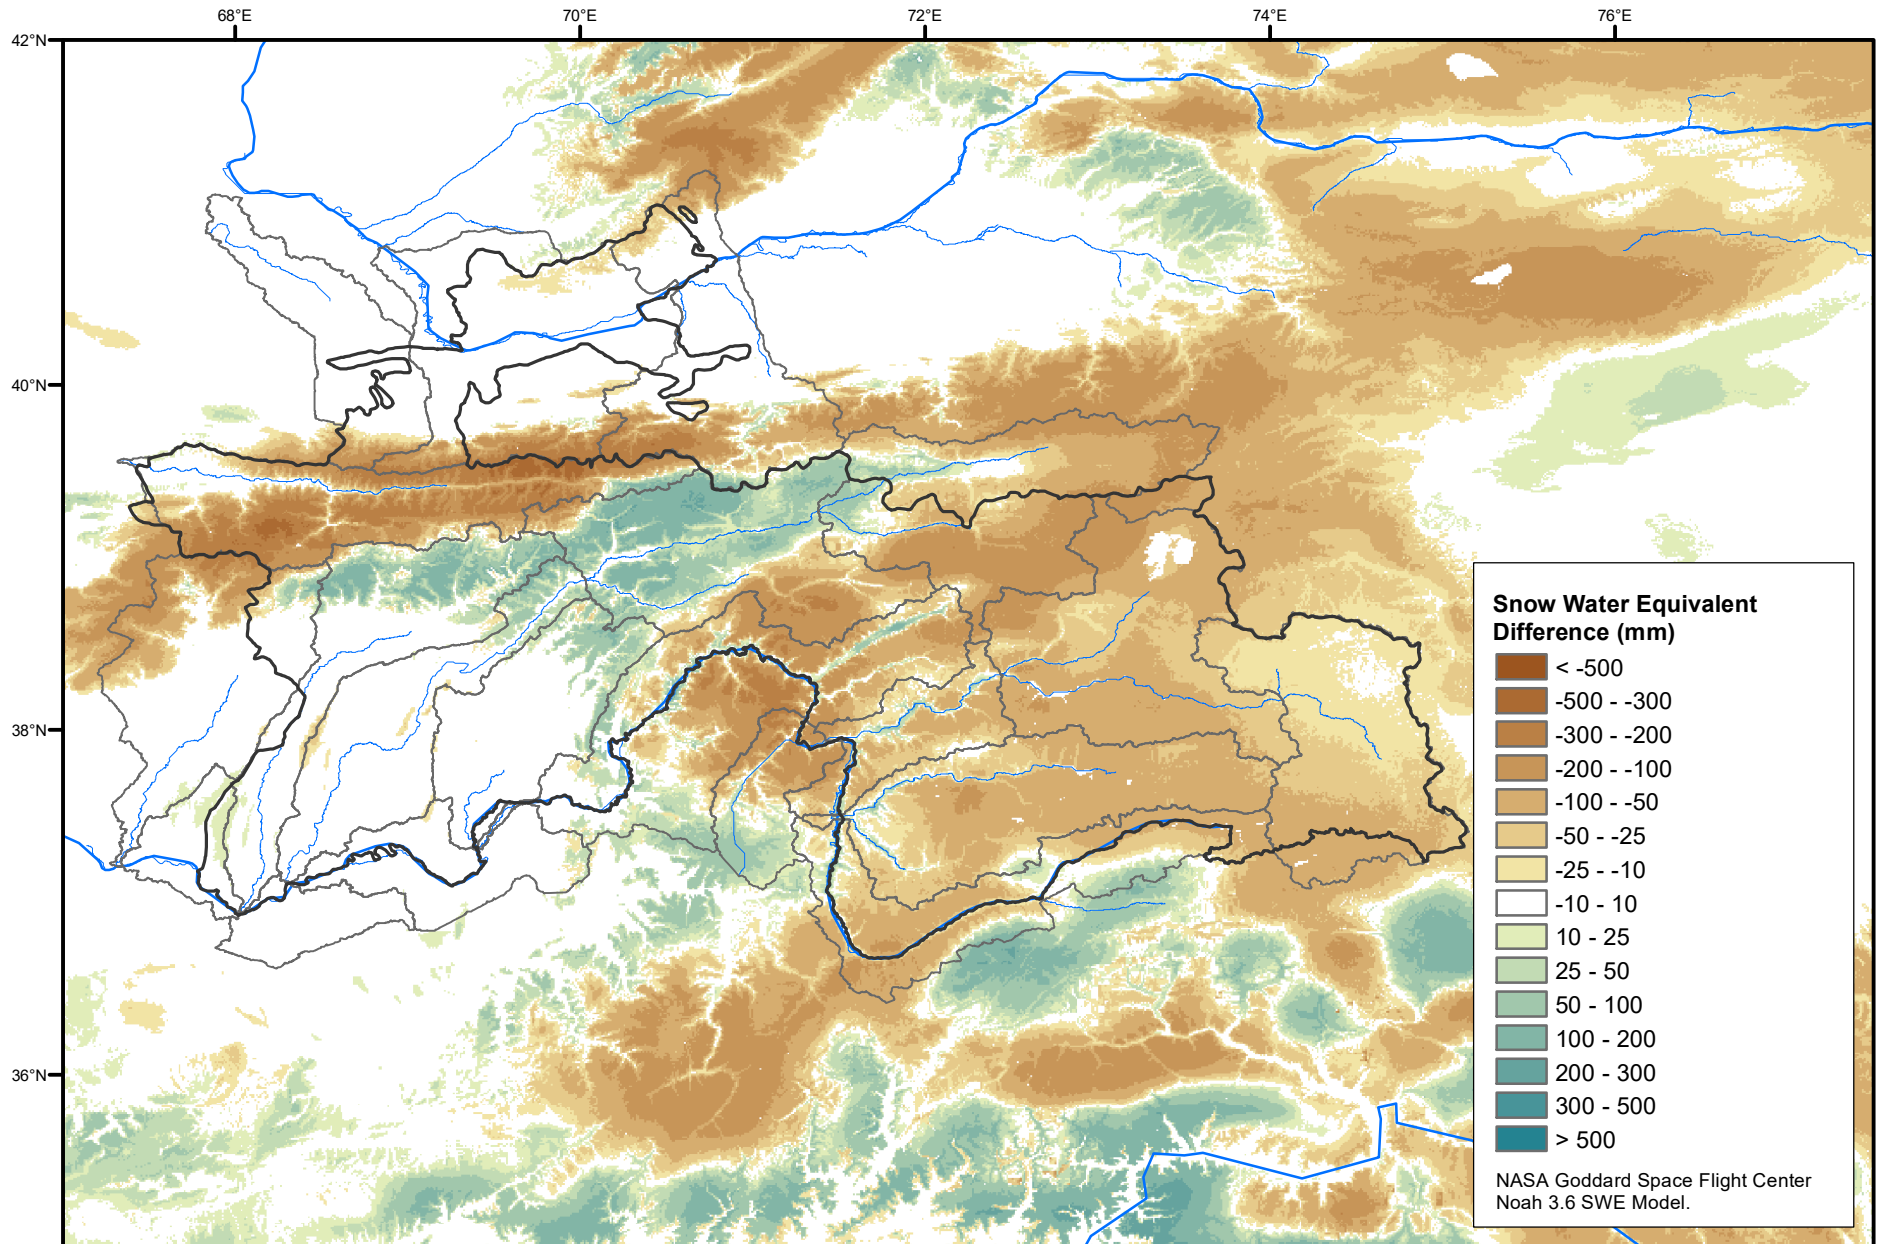 68°E 70°E 72°E 74°E 76°E
42°N
40°N
38°N
36°N
Snow Water Equivalent
Difference (mm)
< -500
-500 - -300
-300 - -200
-200 - -100
-100 - -50
-50 - -25
-25 - -10
-10 - 10
10 - 25
25 - 50
50 - 100
100 - 200
200 - 300
300 - 500
> 500
NASA Goddard Space Flight Center
Noah 3.6 SWE Model.